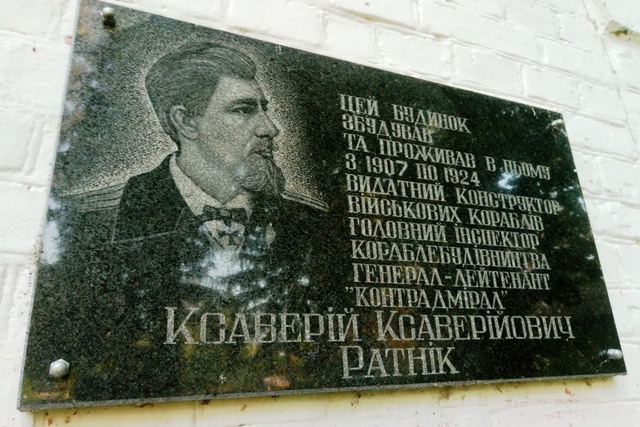 ЦЕЙ БУДИНОК
ЗБУДУВАВ
ТА ПРОЖИВАВ В НЬОМУ
З 1907 ПО 1924
ВИДАТНИЙ КОНСТРУКТОР
ВІЙСЬКОВИХ КОРАБЛІВ
ГОЛОВНИЙ ІНСПЕКТОР
КОРАБЛЕБУДІВНИЦТВА
ГЕНЕРАЛ-ЛЕЙТЕНАНТ
"КОНТРАДМІРАЛ"
КСАВЕРІЙ КСАВЕРІЙОВИЧ
РАТНІК